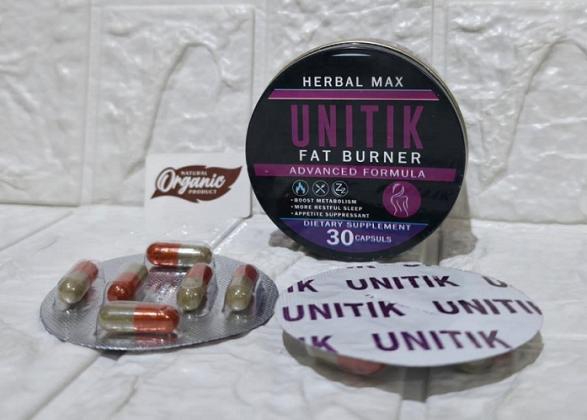 HERBAL MAX
UNITIK
FAT BURNER
ADVANCED FORMULA
• BOOST METABOLISM
• MORE RESTFUL SLEEP
• APPETITE SUPPRESSANT
DIETARY SUPPLEMENT
30 CAPSULS
NATURAL
Organic
PRODUCT
UNITIK
UNITIK
UNITIK